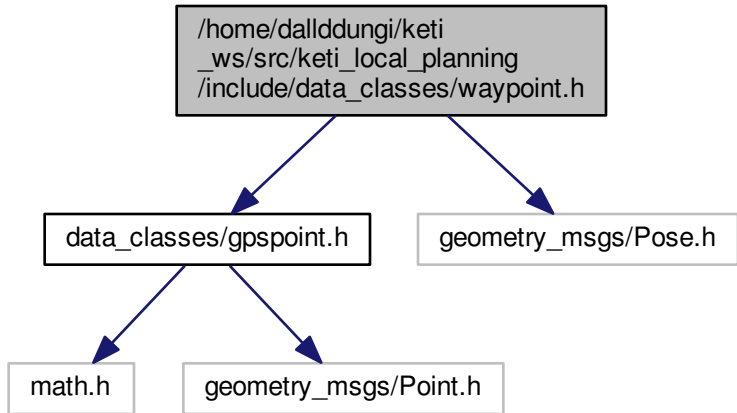 /home/dallddungi/keti
_ws/src/keti_local_planning
/include/data_classes/waypoint.h
data_classes/gpspoint.h
geometry_msgs/Pose.h
math.h
geometry_msgs/Point.h